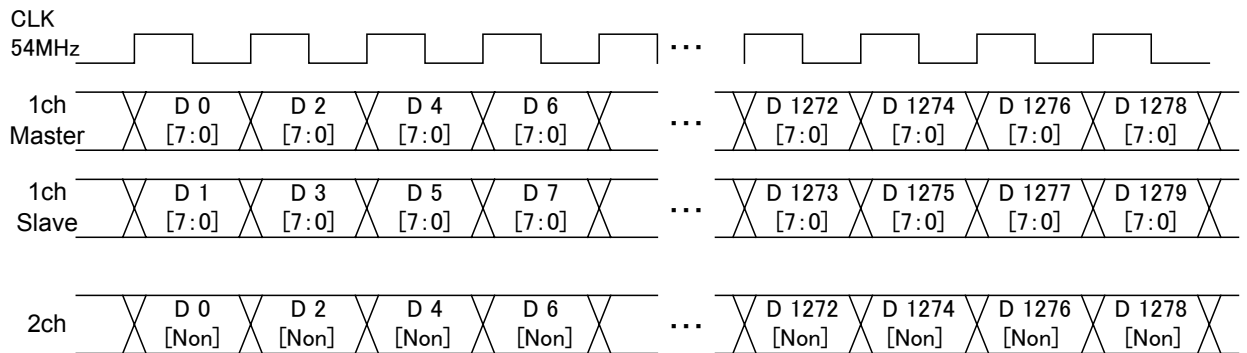 CLK
54MHz
...
1ch
Master
D 0 D 2 D 4 D 6 ... D 1272 D 1274 D 1276 D 1278
[7:0] [7:0] [7:0] [7:0] [7:0] [7:0] [7:0] [7:0]
1ch
Slave
D 1 D 3 D 5 D 7 ... D 1273 D 1275 D 1277 D 1279
[7:0] [7:0] [7:0] [7:0] [7:0] [7:0] [7:0] [7:0]
2ch
D 0 D 2 D 4 D 6 ... D 1272 D 1274 D 1276 D 1278
[Non] [Non] [Non] [Non] [Non] [Non] [Non] [Non]